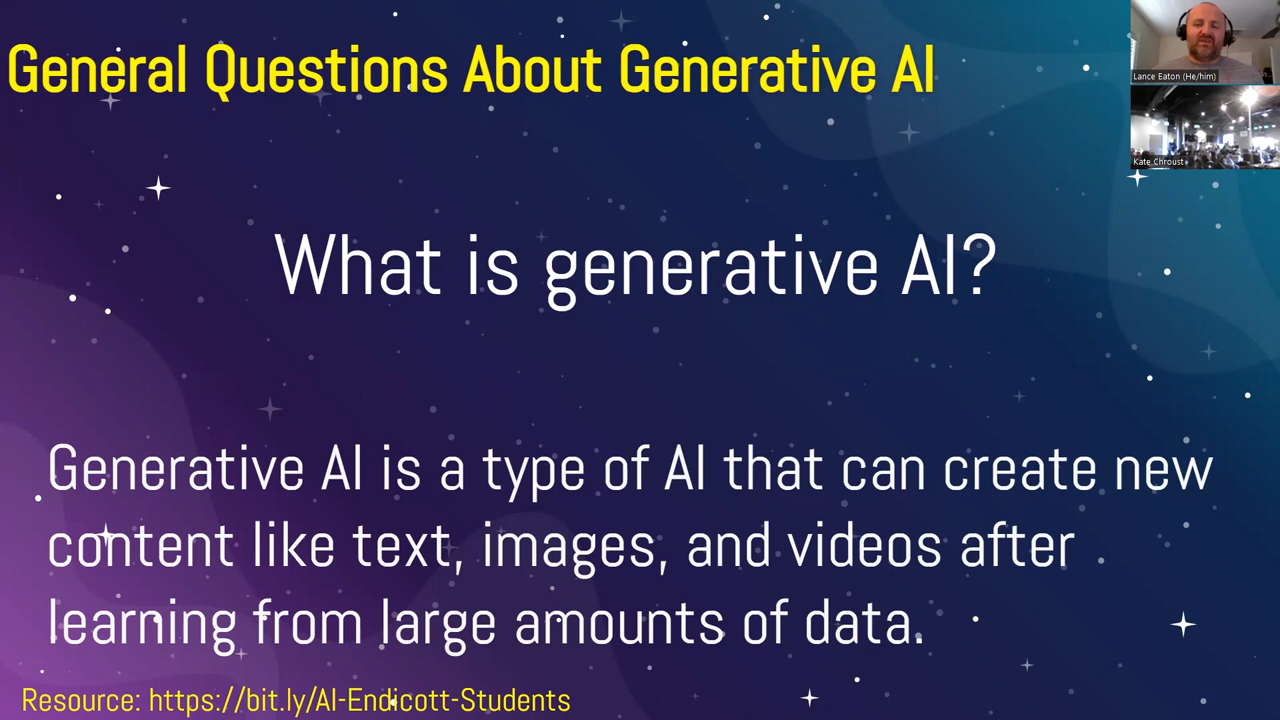 General Questions About Generative AI
Lance Eaton (He/him)
Kate Chroust
What is generative AI?
Generative AI is a type of AI that can create new
content like text, images, and videos after
learning from large amounts of data.
Resource: https://bit.ly/AI-Endicott-Students